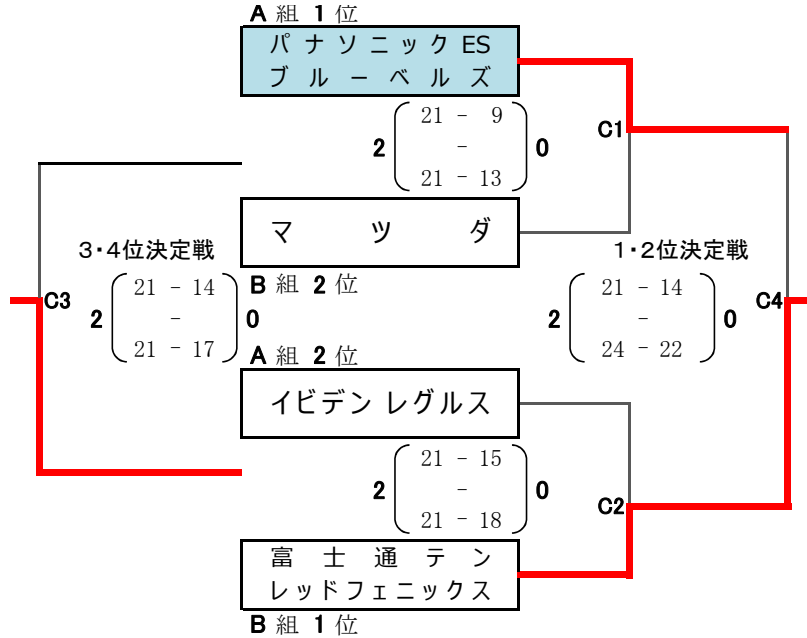 A 組 1 位
パナソニックES
ブルーベルズ
21 - 9
C1
2 - 0
21 - 13
マツダ
3・4位決定戦
1・2位決定戦
B 組 2 位
21 - 14
21 - 14
C3
C4
2 - 0
2 - 0
21 - 17
24 - 22
A 組 2 位
イビデンレグルス
21 - 15
2 - 0
C2
21 - 18
富士通テン
レッドフェニックス
B 組 1 位